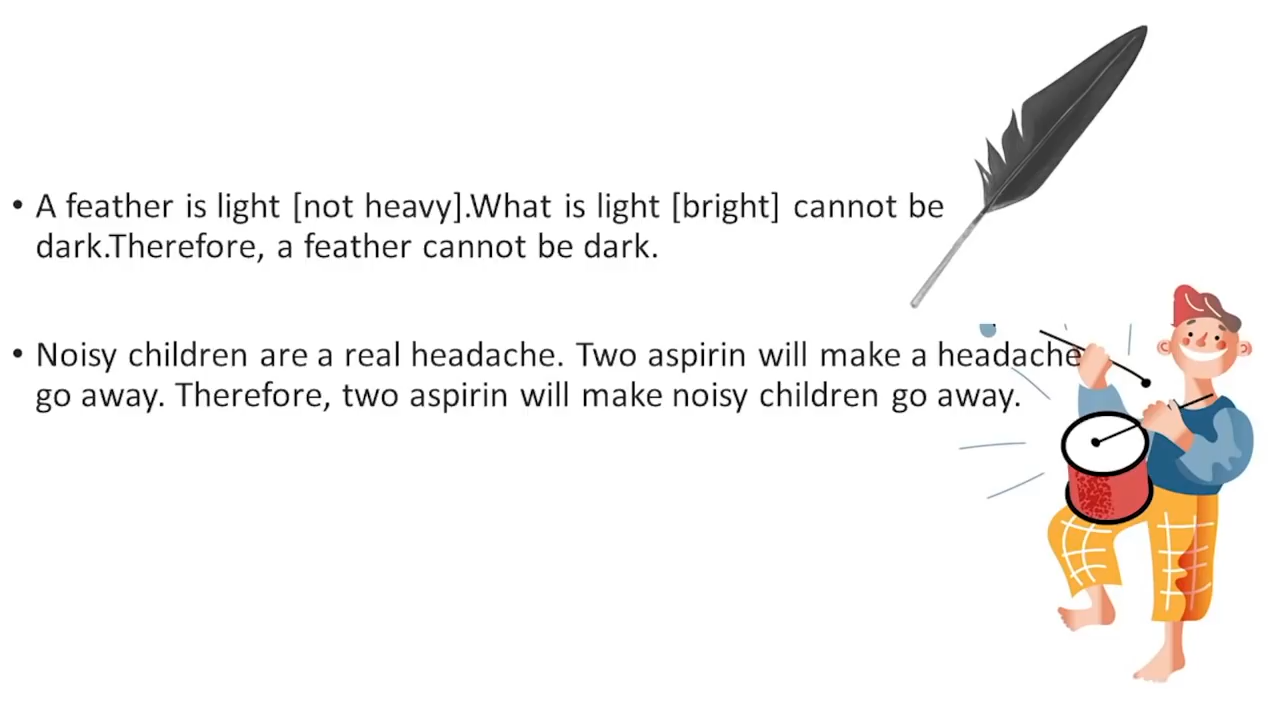 • A feather is light [not heavy].What is light [bright] cannot be
dark.Therefore, a feather cannot be dark.
• Noisy children are a real headache. Two aspirin will make a headache
go away. Therefore, two aspirin will make noisy children go away.